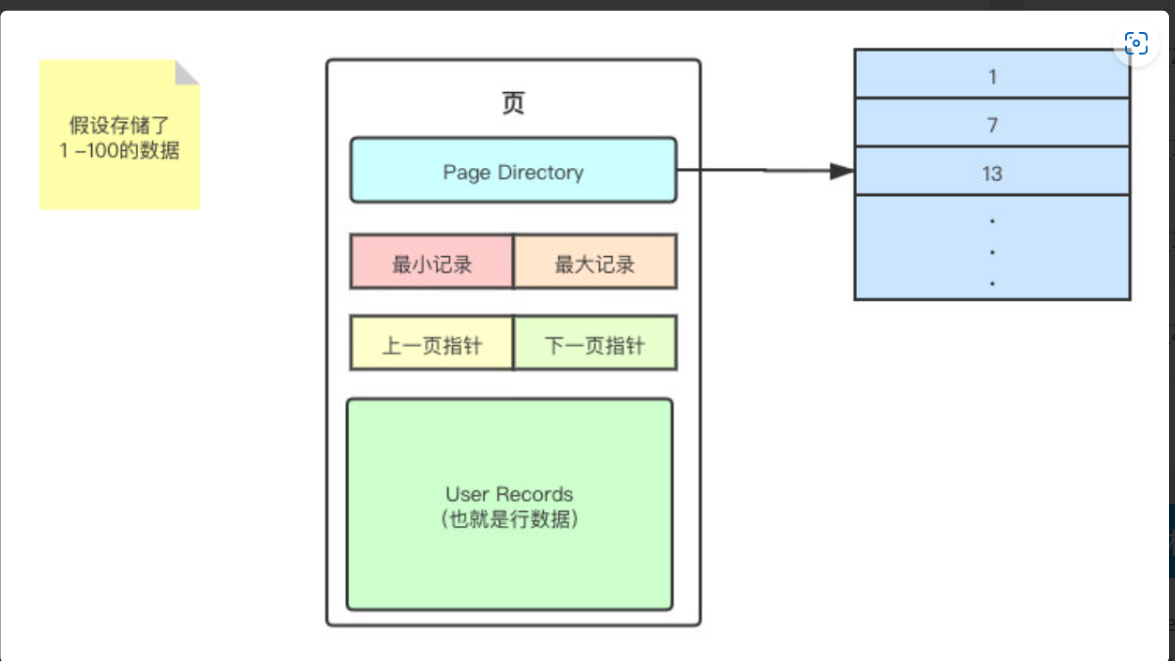 假设存储了
1 –100的数据
页
Page Directory
最小记录
最大记录
上一页指针
下一页指针
User Records
(也就是行数据)
1
7
13
.
.
.